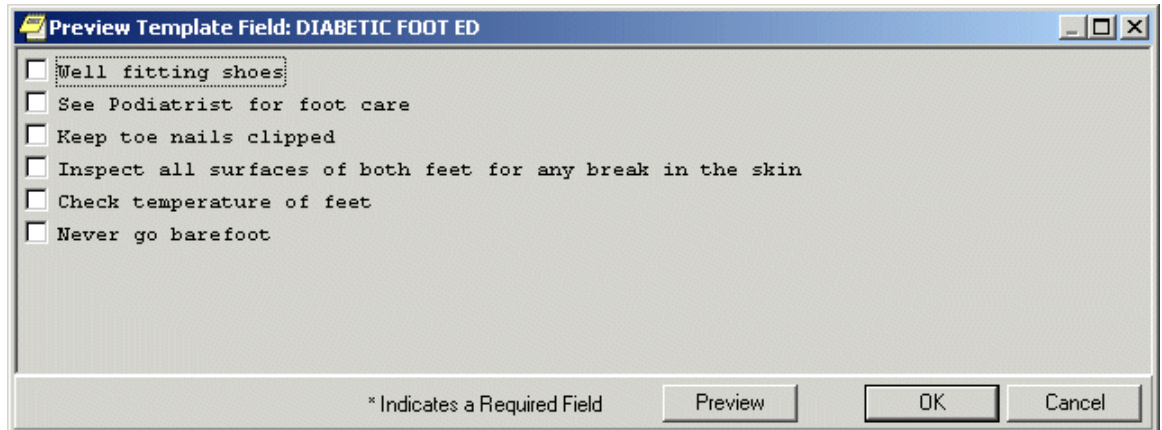 Preview Template Field: DIABETIC FOOT ED
Well fitting shoes
See Podiatrist for foot care
Keep toe nails clipped
Inspect all surfaces of both feet for any break in the skin
Check temperature of feet
Never go barefoot
* Indicates a Required Field Preview OK Cancel